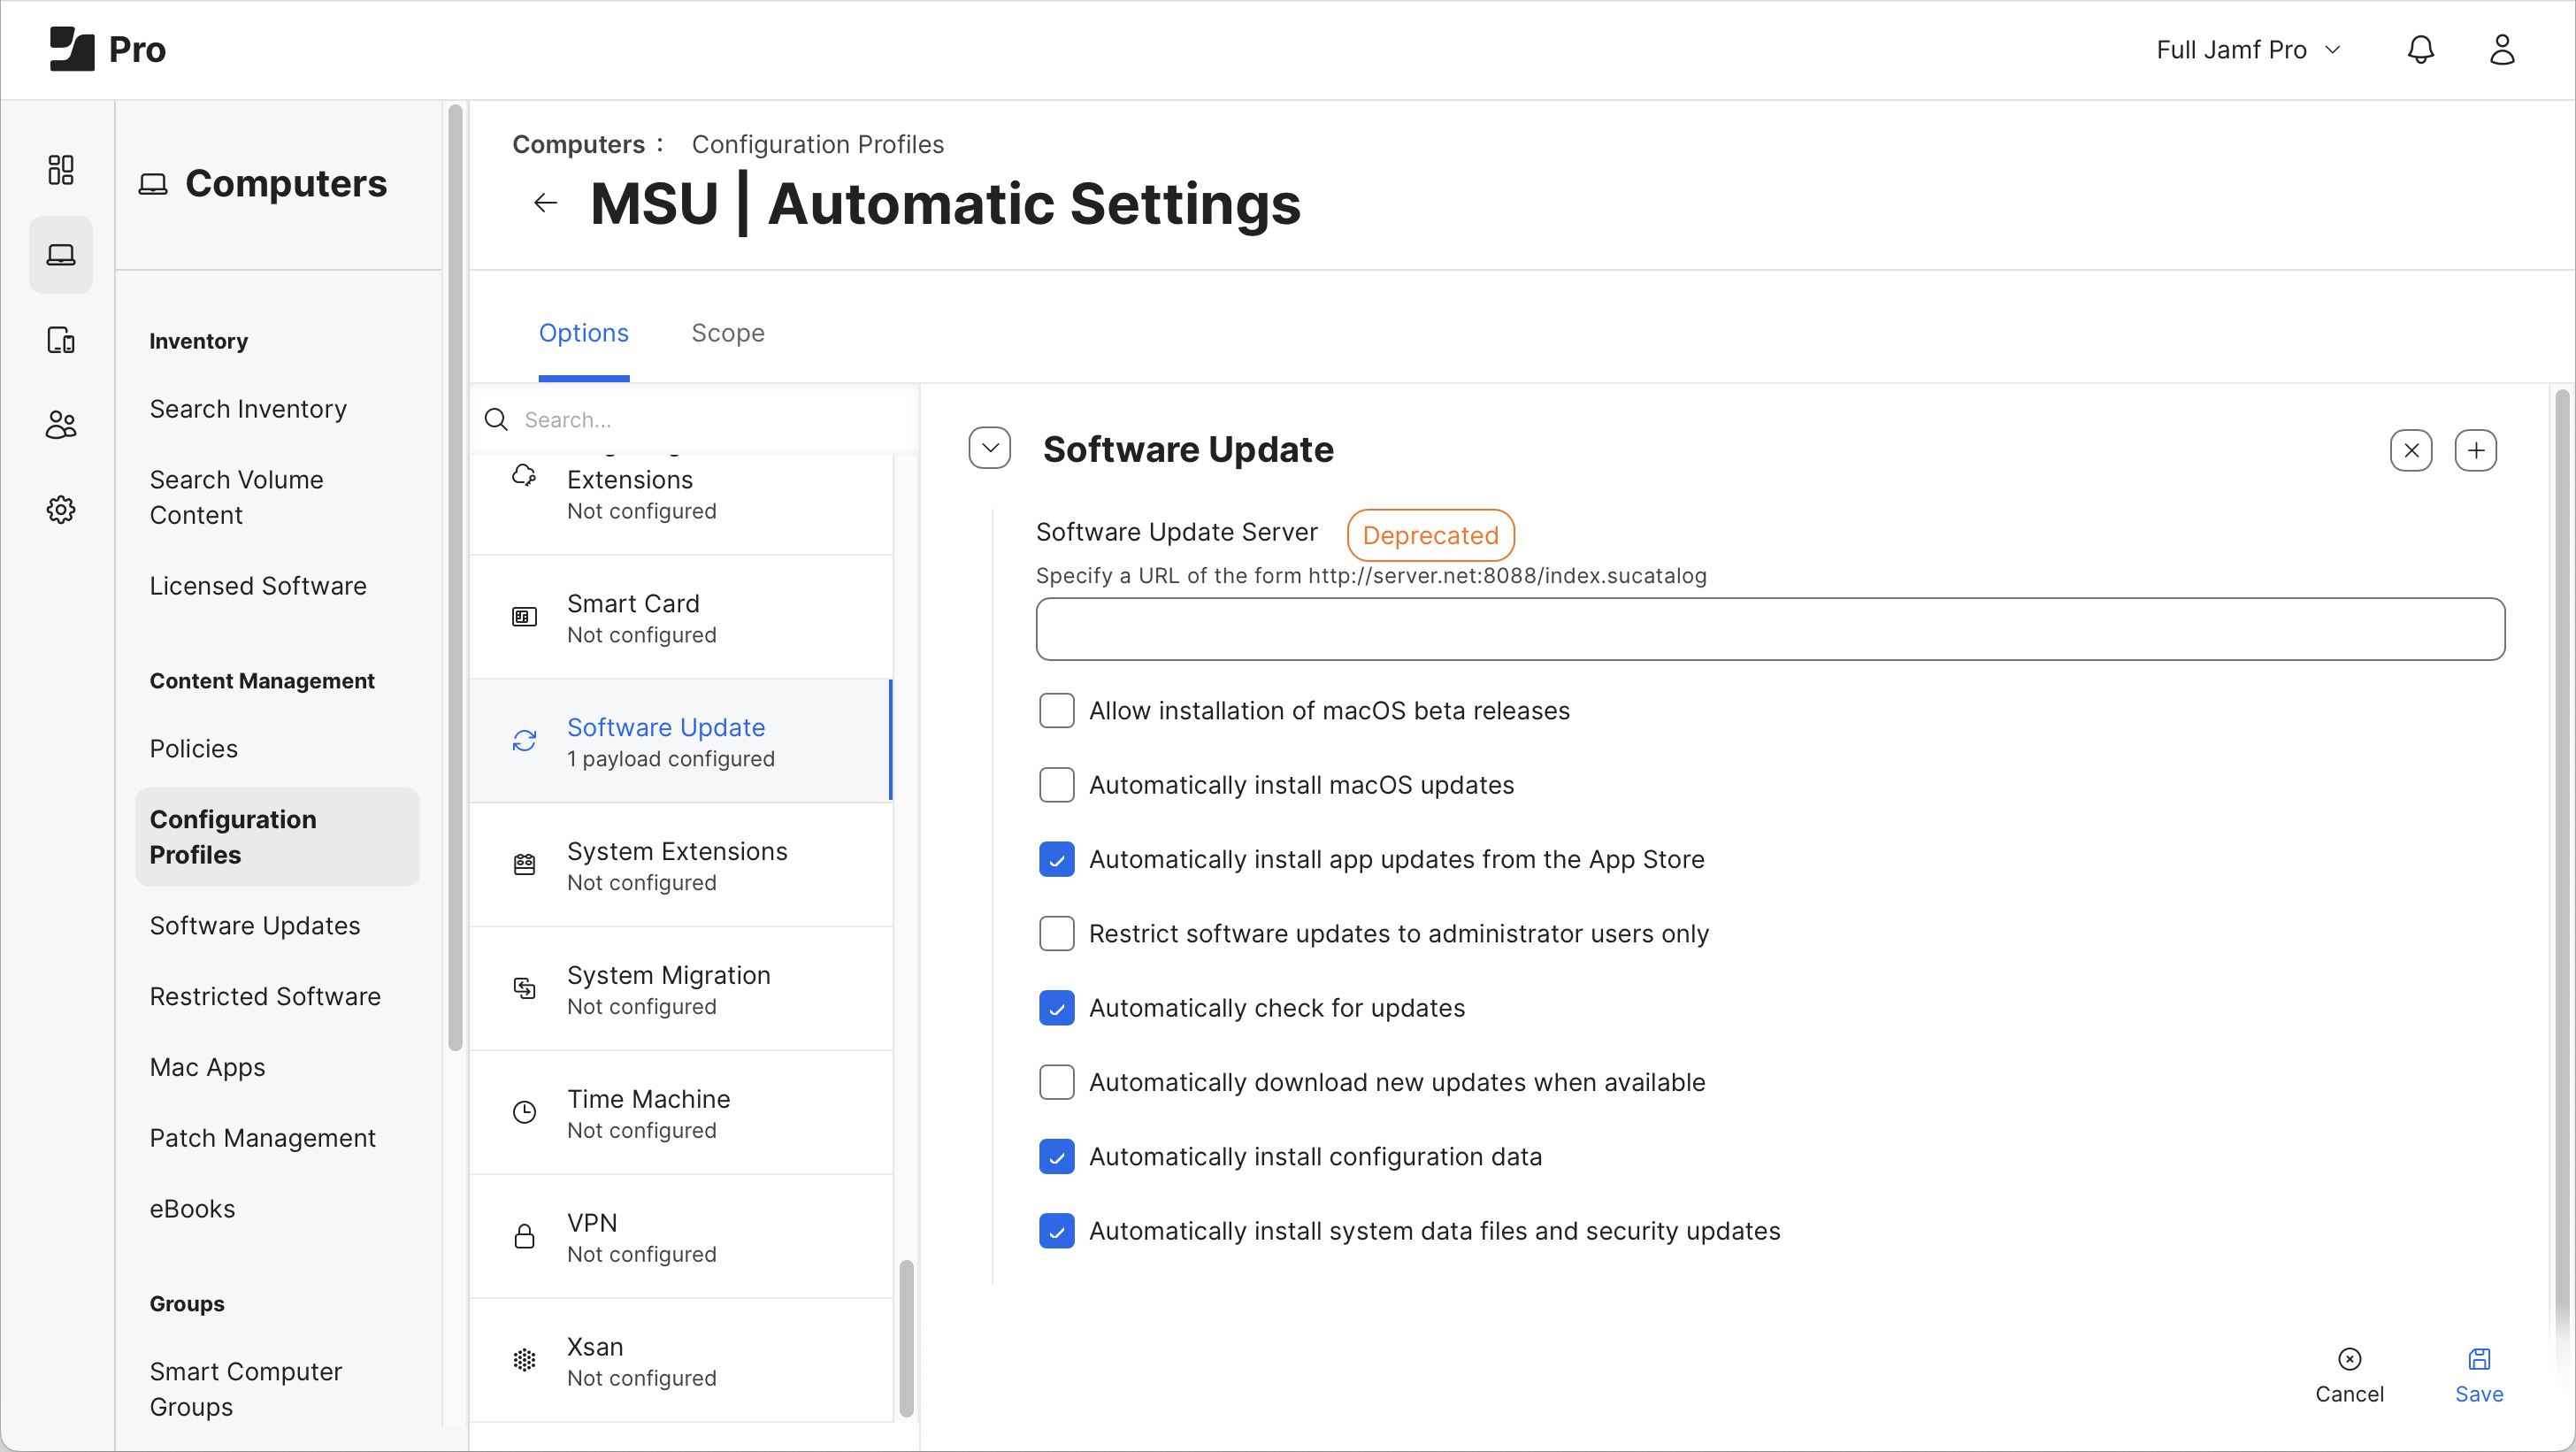 Pro
Full Jamf Pro
Computers
Inventory
Search Inventory
Search Volume
Content
Licensed Software
Content Management
Policies
Configuration
Profiles
Software Updates
Restricted Software
Mac Apps
Patch Management
eBooks
Groups
Smart Computer
Groups
Computers : Configuration Profiles
MSU | Automatic Settings
Options
Scope
Search...
Extensions
Not configured
Smart Card
Not configured
Software Update
1 payload configured
System Extensions
Not configured
System Migration
Not configured
Time Machine
Not configured
VPN
Not configured
Xsan
Not configured
Software Update
Software Update Server Deprecated
Specify a URL of the form http://server.net:8088/index.sucatalog
Allow installation of macOS beta releases
Automatically install macOS updates
Automatically install app updates from the App Store
Restrict software updates to administrator users only
Automatically check for updates
Automatically download new updates when available
Automatically install configuration data
Automatically install system data files and security updates
Cancel
Save